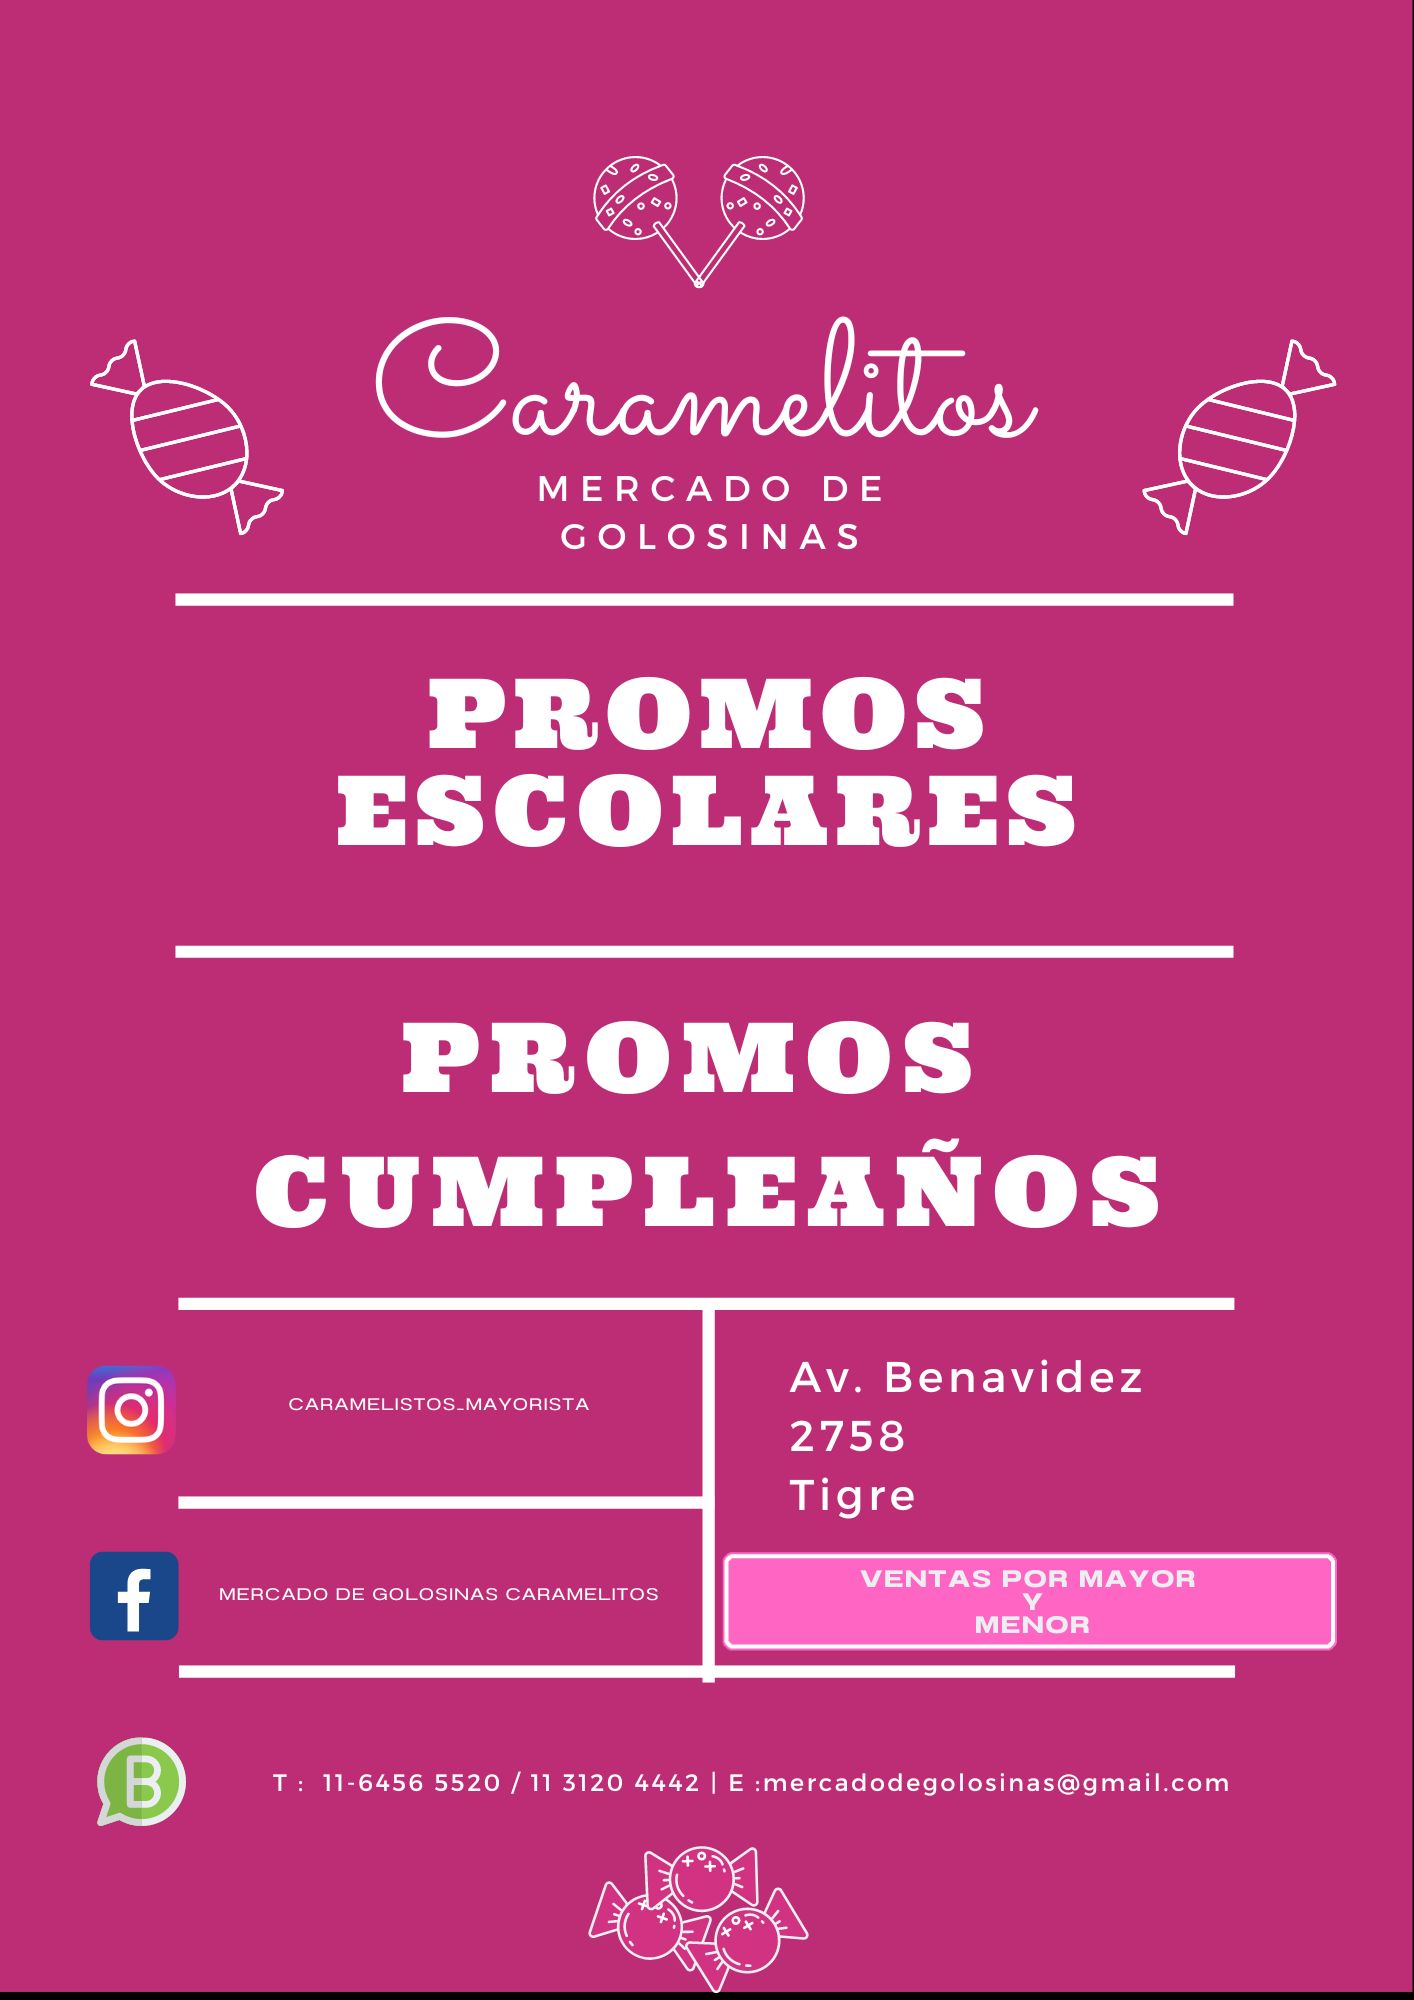 Caramelitos
MERCADO DE
GOLOSINAS
PROMOS
ESCOLARES
PROMOS
CUMPLEAÑOS
CARAMELISTOS_MAYORISTA
Av. Benavidez
2758
Tigre
MERCADO DE GOLOSINAS CARAMELITOS
VENTAS POR MAYOR
Y
MENOR
T : 11-6456 5520 / 11 3120 4442 | E :mercadodegolosinas@gmail.com